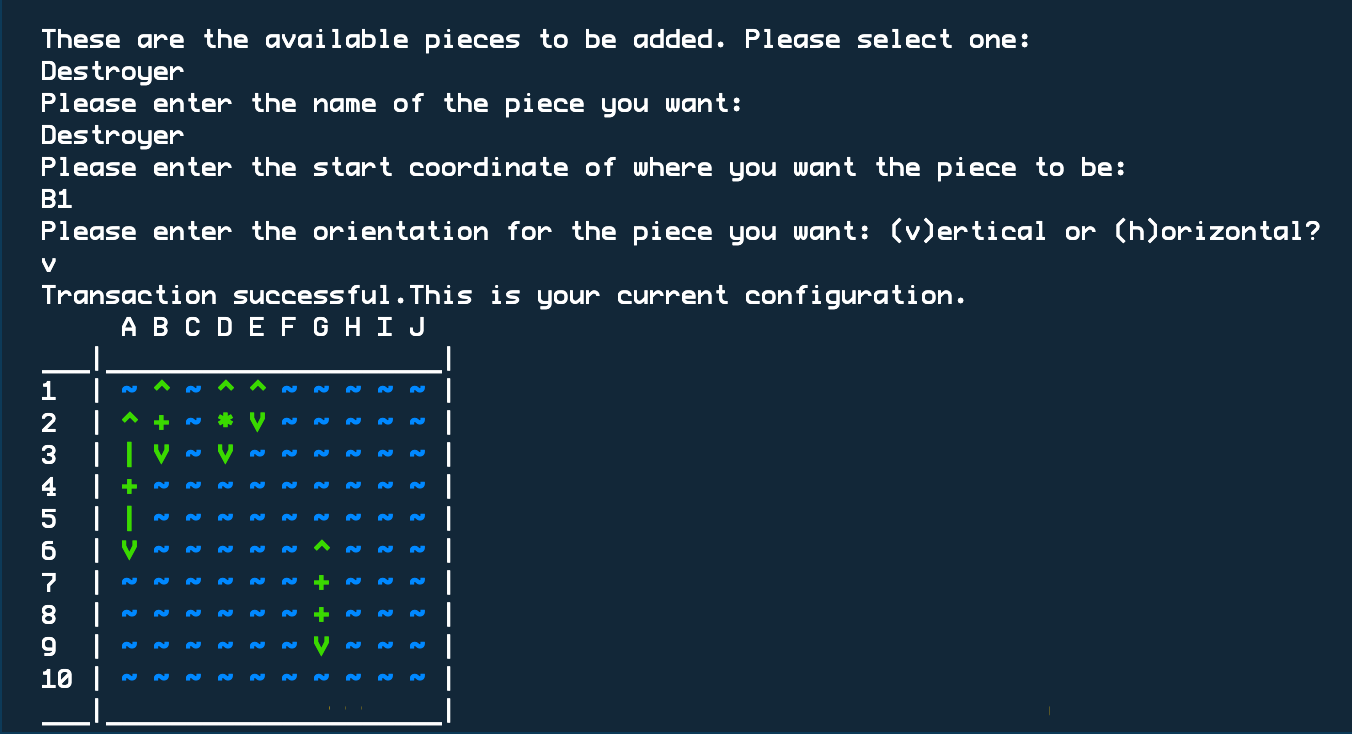 These are the available pieces to be added. Please select one:
Destroyer
Please enter the name of the piece you want:
Destroyer
Please enter the start coordinate of where you want the piece to be:
B1
Please enter the orientation for the piece you want: (v)ertical or (h)orizontal?
v
Transaction successful.This is your current configuration.
     A B C D E F G H I J
___|_____________________|
1  | ~ ^ ~ ^ ^ ~ ~ ~ ~ ~ |
2  | ^ + ~ * V ~ ~ ~ ~ ~ |
3  | | V ~ V ~ ~ ~ ~ ~ ~ |
4  | + ~ ~ ~ ~ ~ ~ ~ ~ ~ |
5  | | ~ ~ ~ ~ ~ ~ ~ ~ ~ |
6  | V ~ ~ ~ ~ ~ ^ ~ ~ ~ |
7  | ~ ~ ~ ~ ~ ~ + ~ ~ ~ |
8  | ~ ~ ~ ~ ~ ~ + ~ ~ ~ |
9  | ~ ~ ~ ~ ~ ~ V ~ ~ ~ |
10 | ~ ~ ~ ~ ~ ~ ~ ~ ~ ~ |
___|_____________________|